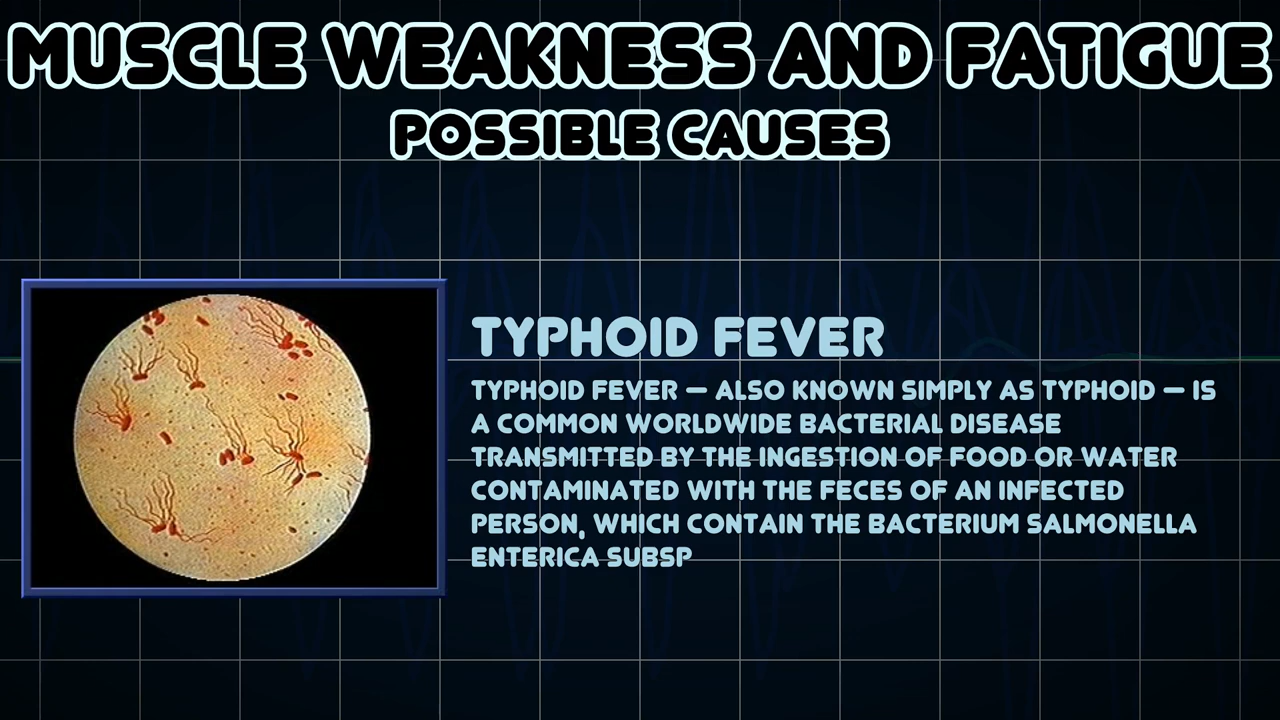 MUSCLE WEAKNESS AND FATIGUE
POSSIBLE CAUSES
TYPHOID FEVER
TYPHOID FEVER — ALSO KNOWN SIMPLY AS TYPHOID — IS
A COMMON WORLDWIDE BACTERIAL DISEASE
TRANSMITTED BY THE INGESTION OF FOOD OR WATER
CONTAMINATED WITH THE FECES OF AN INFECTED
PERSON, WHICH CONTAIN THE BACTERIUM SALMONELLA
ENTERICA SUBSP